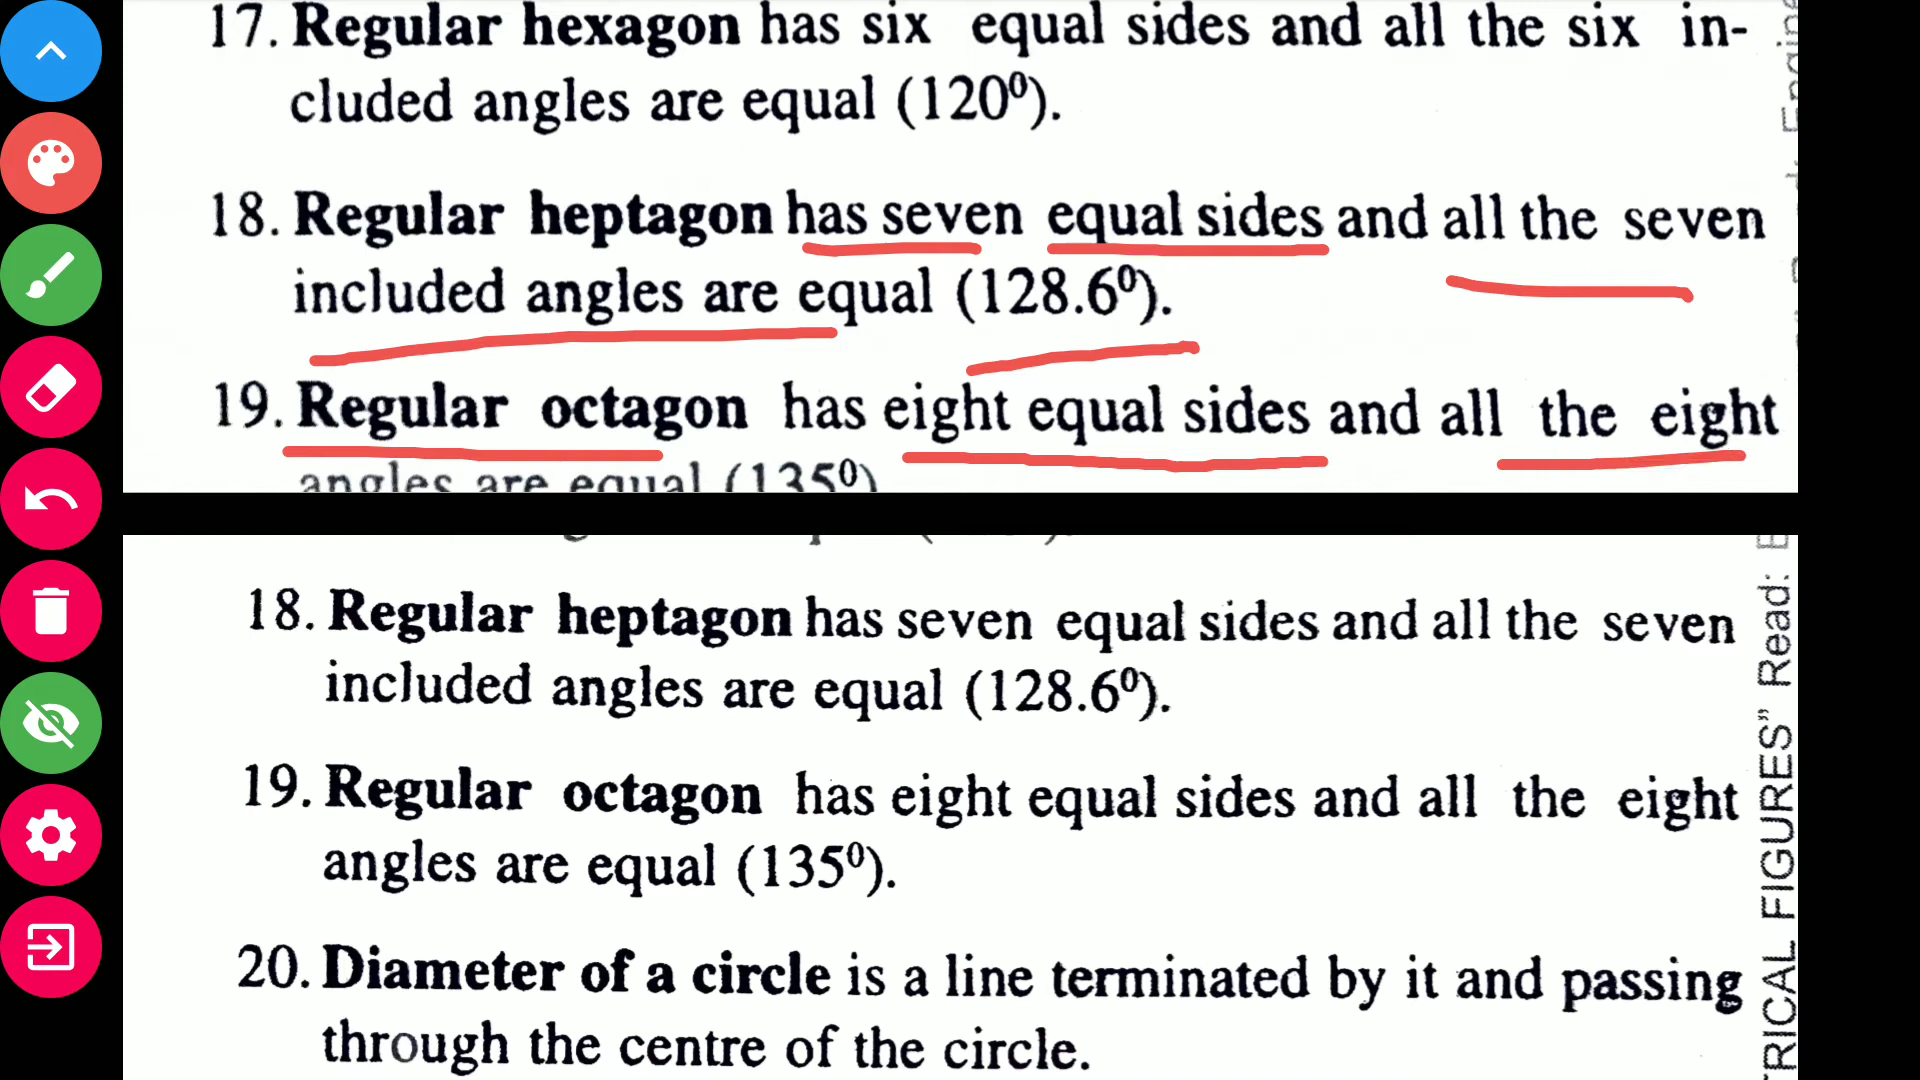 17. Regular hexagon has six equal sides and all the six in-
cluded angles are equal (120⁰).
18. Regular heptagon has seven equal sides and all the seven
included angles are equal (128.6⁰).
19. Regular octagon has eight equal sides and all the eight
angles are equal (135⁰)
18. Regular heptagon has seven equal sides and all the seven
included angles are equal (128.6⁰).
19. Regular octagon has eight equal sides and all the eight
angles are equal (135⁰).
20. Diameter of a circle is a line terminated by it and passing
through the centre of the circle.
TRICAL FIGURES” Read: